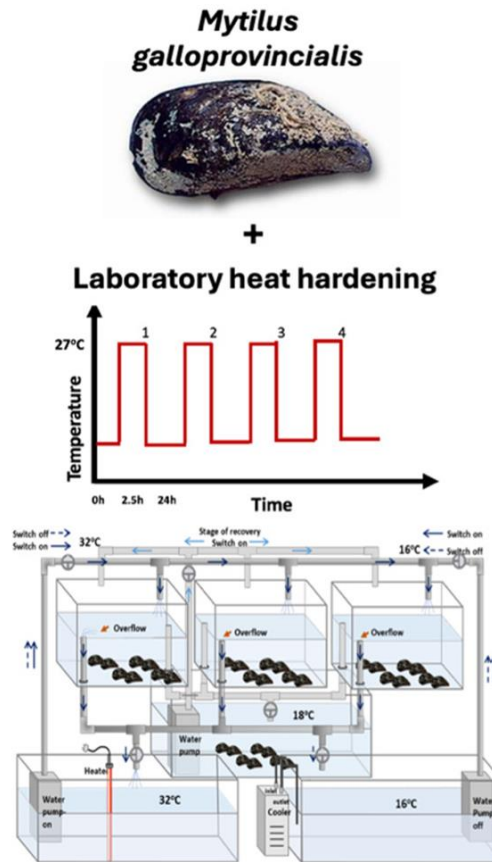 Mytilus
galloprovincialis
+
Laboratory heat hardening
1 2 3 4
27°C
Temperature
0h 2.5h 24h
Time
Switch off
Switch on
32°C
Stage of recovery
Switch on
16°C
Switch on
Switch off
Overflow
Overflow
Overflow
18°C
Water
pump
Heater
32°C
Water
pump-
on
Inlet
outlet
Cooler
16°C
Water
Pump
off